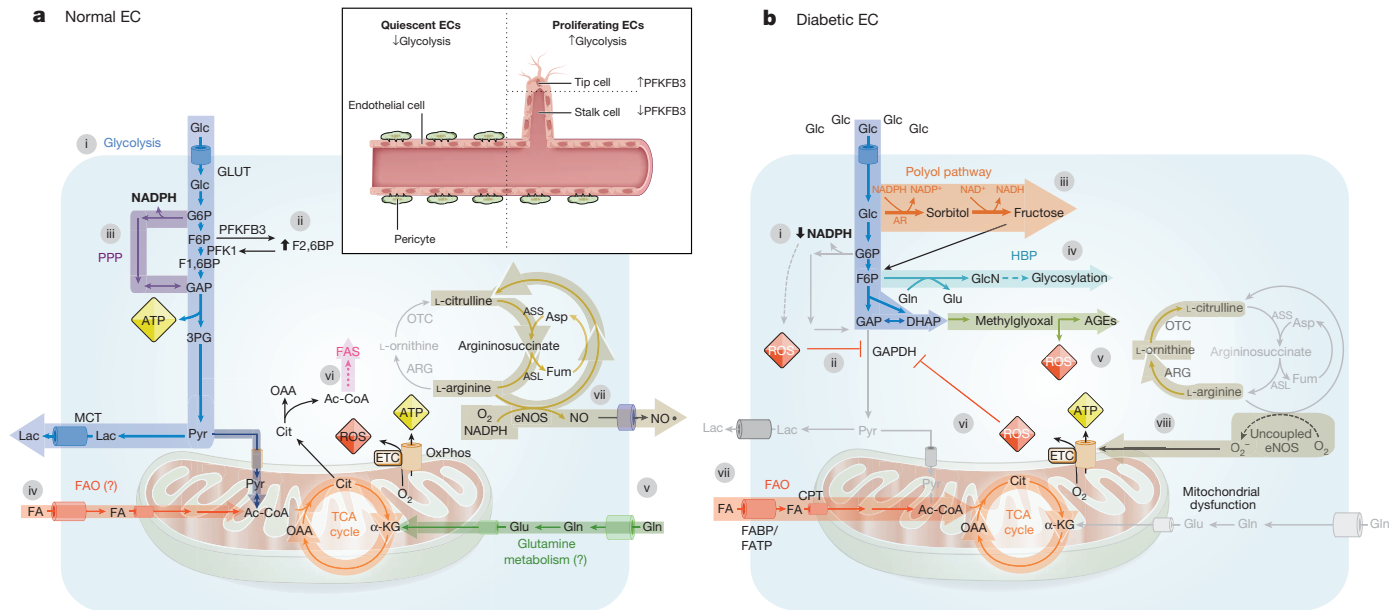 a Normal EC
Quiescent ECs
↓Glycolysis
Proliferating ECs
↑Glycolysis
Tip cell
↑PFKFB3
Stalk cell
↓PFKFB3
Endothelial cell
Pericyte
i Glycolysis
Glc
GLUT
Glc
NADPH
G6P
iii
PPP
F6P
PFKFB3
ii
PFK1
↑ F2,6BP
F1,6BP
GAP
ATP
3PG
MCT
Lac
Lac
Pyr
Pyr
iv
FAO (?)
FA
FA
Ac-CoA
OAA
Cit
vi
FAS
Ac-CoA
ROS
ATP
ETC
OxPhos
O2
Cit
TCA
cycle
OAA
α-KG
v
Glu
Gln
Gln
Glutamine
metabolism (?)
L-citrulline
OTC
L-ornithine
ARG
L-arginine
ASS
Asp
Argininosuccinate
ASL
Fum
vii
O2
NADPH
eNOS
NO
NO•
b Diabetic EC
Glc
Glc
Glc
Glc
Glc
Polyol pathway
NADPH
NADP+
NAD+
NADH
iii
Glc
AR
Sorbitol
Fructose
i
↓ NADPH
G6P
F6P
iv
HBP
GlcN
Glycosylation
Gln
Glu
GAP
DHAP
Methylglyoxal
AGEs
ROS
ii
GAPDH
ROS
v
Lac
Lac
Pyr
Pyr
vi
ROS
ATP
ETC
O2
vii
FAO
CPT
FA
FA
FABP/
FATP
Ac-CoA
OAA
Cit
TCA
cycle
α-KG
Glu
Gln
Gln
Mitochondrial
dysfunction
L-citrulline
OTC
L-ornithine
ARG
L-arginine
ASS
Asp
Argininosuccinate
ASL
Fum
viii
Uncoupled
eNOS
O2−
O2